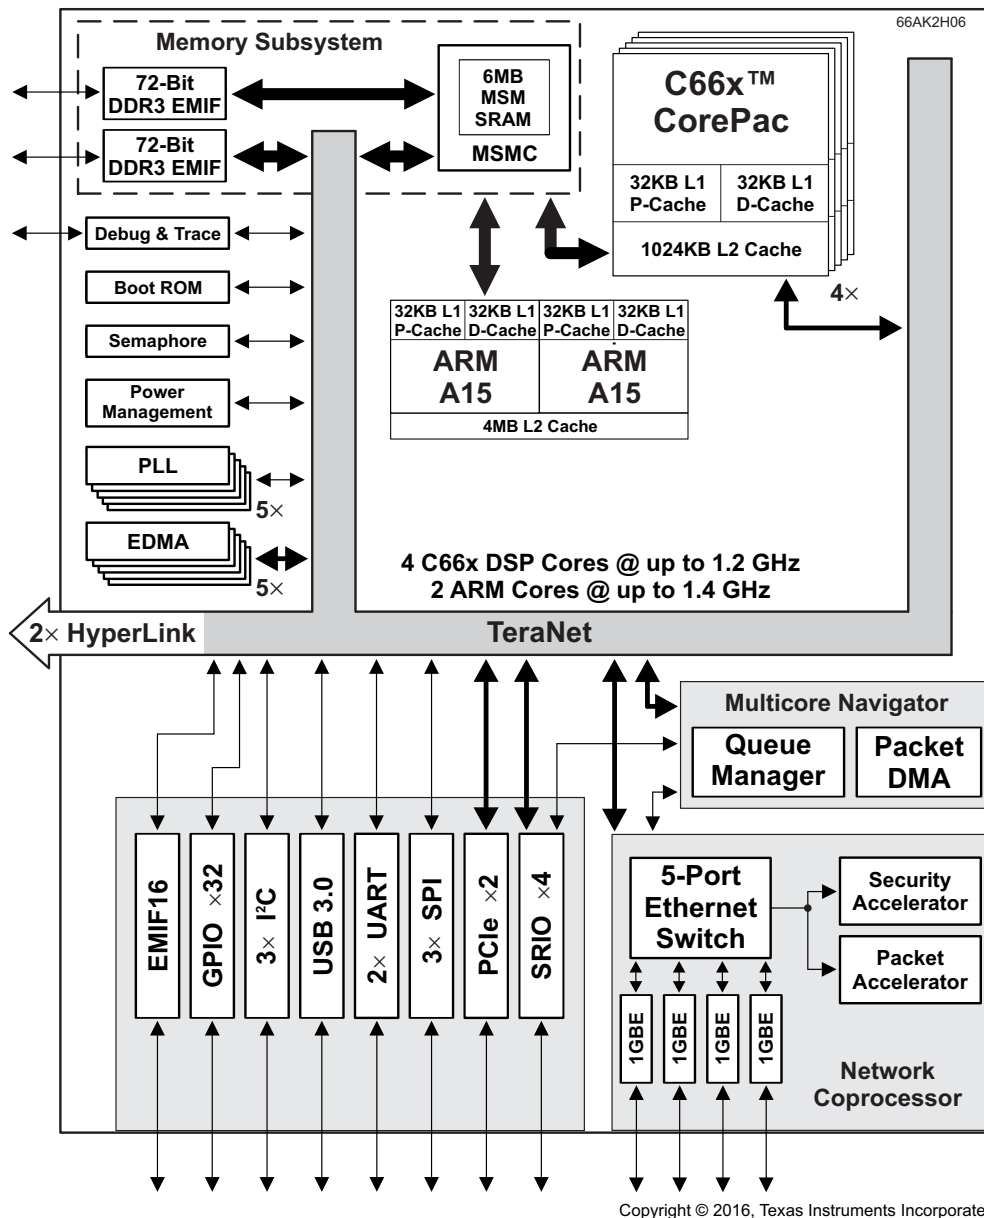 66AK2H06
Memory Subsystem
72-Bit
DDR3 EMIF
72-Bit
DDR3 EMIF
6MB
MSM
SRAM
MSMC
C66x™
CorePac
32KB L1
P-Cache
32KB L1
D-Cache
1024KB L2 Cache
4×
Debug & Trace
Boot ROM
Semaphore
Power
Management
PLL
5×
EDMA
5×
32KB L1
P-Cache
32KB L1
D-Cache
32KB L1
P-Cache
32KB L1
D-Cache
ARM
A15
ARM
A15
4MB L2 Cache
4 C66x DSP Cores @ up to 1.2 GHz
2 ARM Cores @ up to 1.4 GHz
2× HyperLink
TeraNet
Multicore Navigator
Queue
Manager
Packet
DMA
EMIF16
GPIO ×32
3× I²C
USB 3.0
2× UART
3× SPI
PCIe ×2
SRIO ×4
5-Port
Ethernet
Switch
Security
Accelerator
Packet
Accelerator
1GBE
1GBE
1GBE
1GBE
Network
Coprocessor
Copyright © 2016, Texas Instruments Incorporate